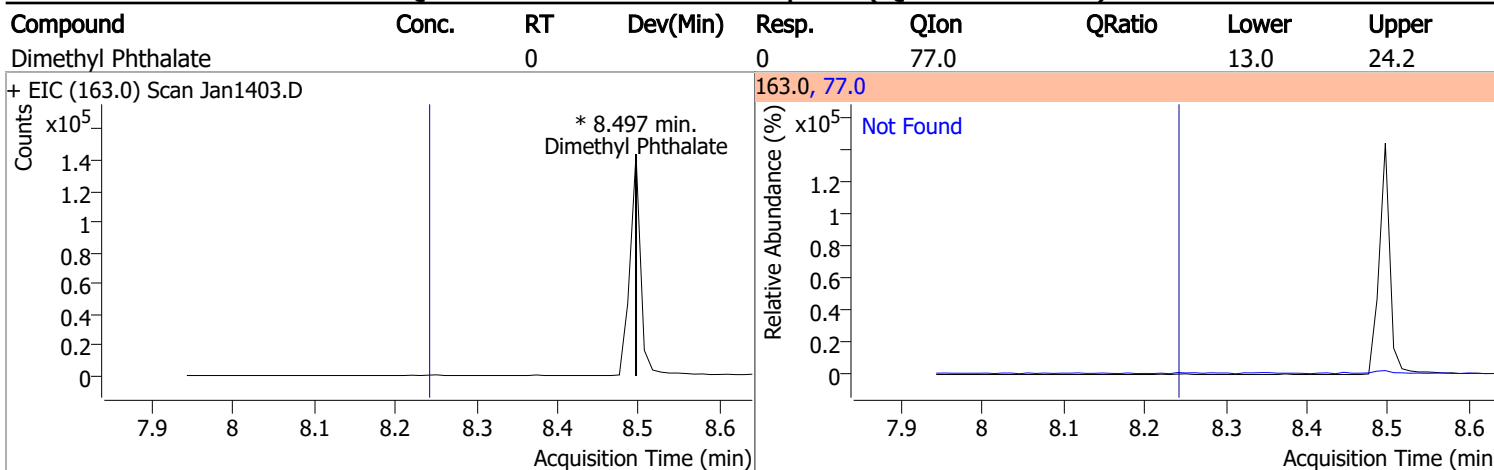 Compound Conc. RT Dev(Min) Resp. QIon QRatio Lower Upper
Dimethyl Phthalate 0 0 77.0 13.0 24.2
+ EIC (163.0) Scan Jan1403.D
Counts
x10⁵
* 8.497 min.
Dimethyl Phthalate
1.4
1.2
1
0.8
0.6
0.4
0.2
0
7.9 8 8.1 8.2 8.3 8.4 8.5 8.6
Acquisition Time (min)
163.0, 77.0
Relative Abundance (%)
x10⁵
Not Found
1.2
1
0.8
0.6
0.4
0.2
0
7.9 8 8.1 8.2 8.3 8.4 8.5 8.6
Acquisition Time (min